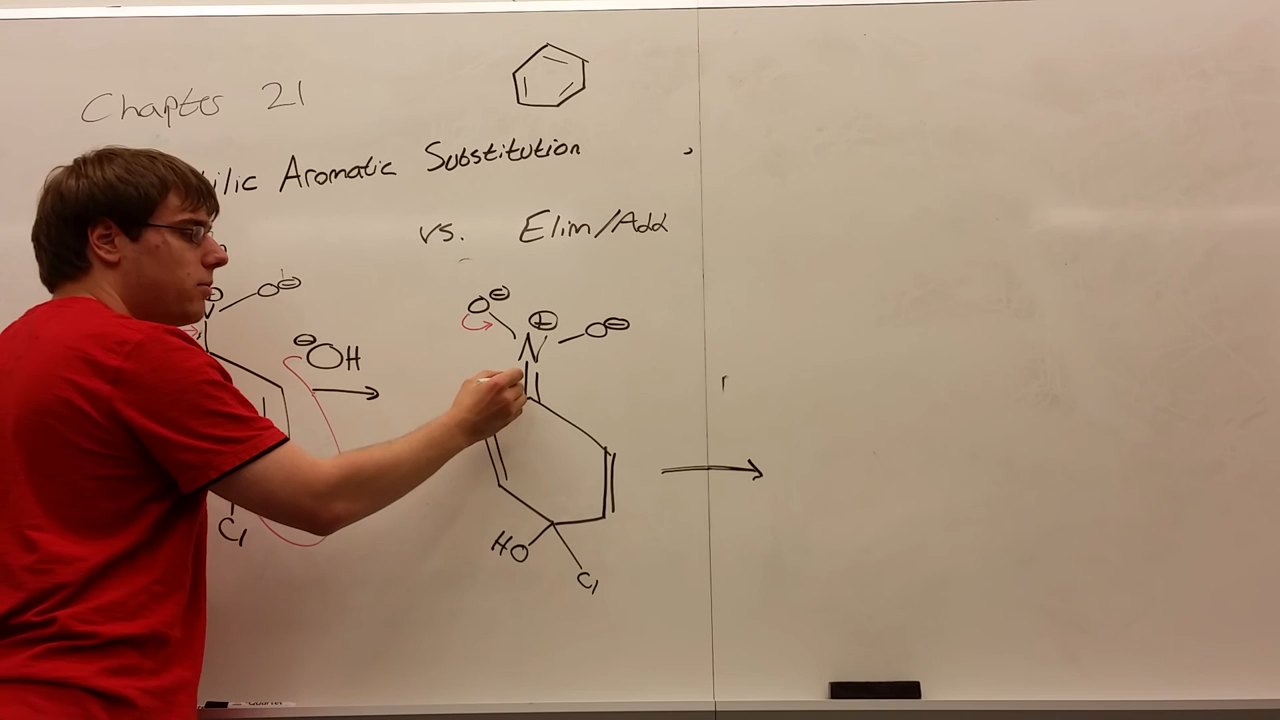 Chapter 21
ilic Aromatic Substitution
vs. Elim/Add
O⊖
⊖OH
Cl
O⊖
⊕
N
O⊖
HO
Cl